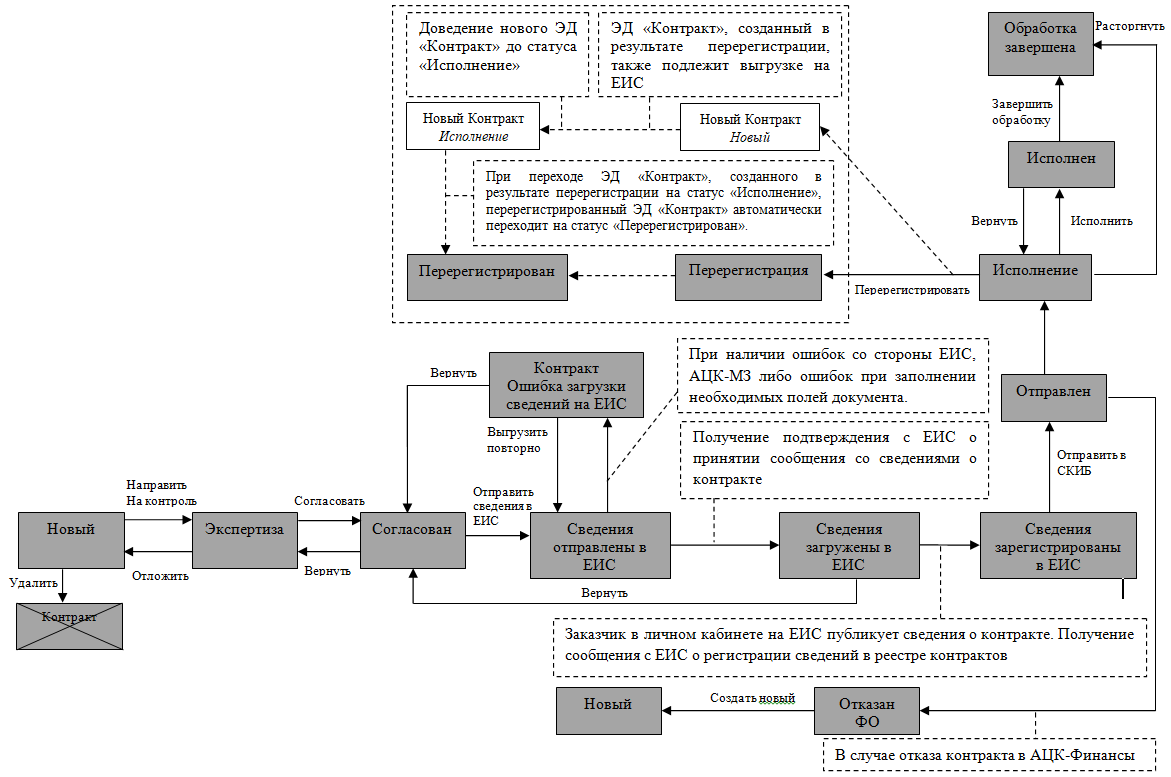 Доведение нового ЭД
«Контракт» до статуса
«Исполнение»
ЭД «Контракт», созданный в
результате перерегистрации,
также подлежит выгрузке на
ЕИС
Обработка
завершена
Расторгнуть
Новый Контракт
Исполнение
Новый Контракт
Новый
Завершить
обработку
Исполнен
При переходе ЭД «Контракт», созданного в
результате перерегистрации на статус «Исполнение»,
перерегистрированный ЭД «Контракт» автоматически
переходит на статус «Перерегистрирован».
Вернуть
Исполнить
Перерегистрирован
Перерегистрация
Перерегистрировать
Исполнение
Вернуть
Контракт
Ошибка загрузки
сведений на ЕИС
При наличии ошибок со стороны ЕИС,
АЦК-МЗ либо ошибок при заполнении
необходимых полей документа.
Отправлен
Выгрузить
повторно
Получение подтверждения с ЕИС о
принятии сообщения со сведениями о
контракте
Отправить в
СКИБ
Направить
На контроль
Согласовать
Отправить
сведения в
ЕИС
Новый
Экспертиза
Согласован
Сведения
отправлены в
ЕИС
Сведения
загружены в
ЕИС
Сведения
зарегистрированы
в ЕИС
Удалить
Отложить
Вернуть
Вернуть
Контракт
Заказчик в личном кабинете на ЕИС публикует сведения о контракте. Получение
сообщения с ЕИС о регистрации сведений в реестре контрактов
Новый
Создать новый
Отказан
ФО
В случае отказа контракта в АЦК-Финансы